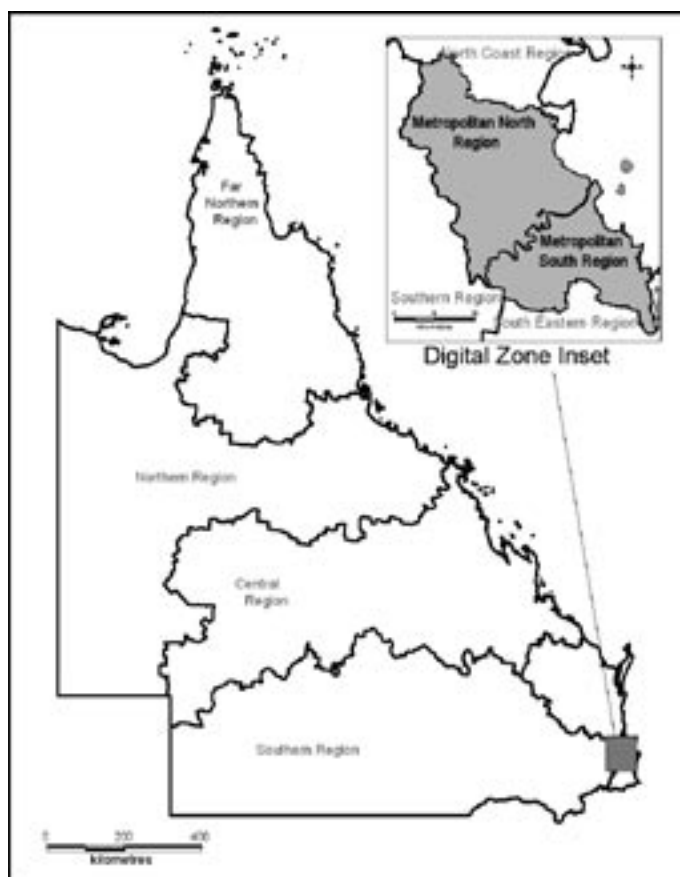 North Coast Region
Metropolitan North
Region
Metropolitan
South Region
Southern Region
South Eastern Region
Digital Zone Inset
Far
Northern
Region
Northern Region
Central
Region
Southern Region
0 200 400
kilometres